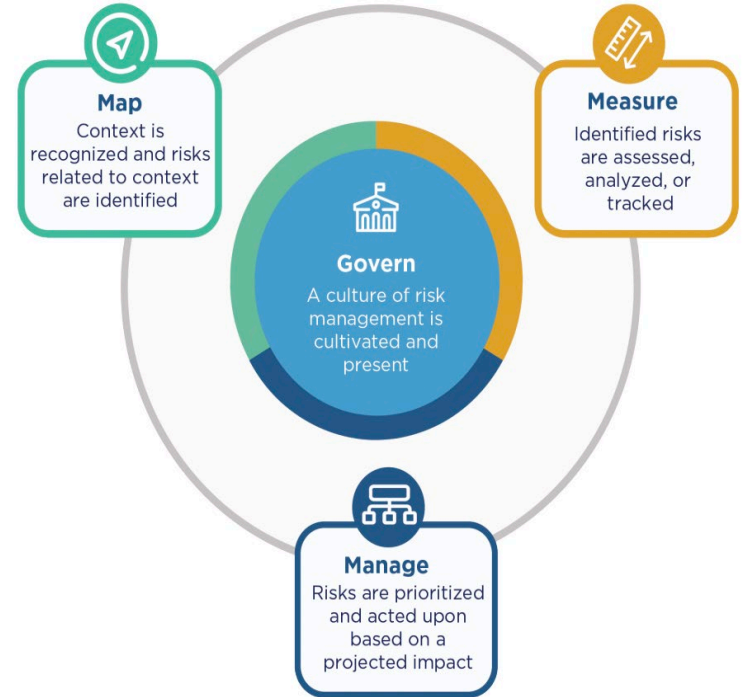 Map
Context is
recognized and risks
related to context
are identified
Measure
Identified risks
are assessed,
analyzed, or
tracked
Govern
A culture of risk
management is
cultivated and
present
Manage
Risks are prioritized
and acted upon
based on a
projected impact